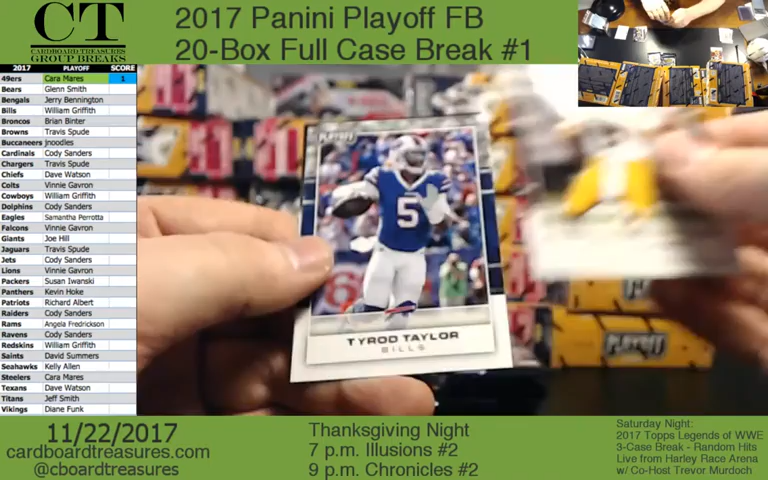 CT
CARDBOARD TREASURES
GROUP BREAKS
2017 Panini Playoff FB
20-Box Full Case Break #1
2017 PLAYOFF SCORE
49ers Cara Mares 1
Bears Glenn Smith
Bengals Jerry Bennington
Bills William Griffith
Broncos Brian Binter
Browns Travis Spude
Buccaneers Jnoodles
Cardinals Cody Sanders
Chargers Travis Spude
Chiefs Dave Watson
Colts Vinnie Gavron
Cowboys William Griffith
Dolphins Cody Sanders
Eagles Samantha Perrotta
Falcons Vinnie Gavron
Giants Joe Hill
Jaguars Travis Spude
Jets Cody Sanders
Lions Vinnie Gavron
Packers Susan Iwanski
Panthers Kevin Hoke
Patriots Richard Albert
Raiders Cody Sanders
Rams Angela Fredrickson
Ravens Cody Sanders
Redskins William Griffith
Saints David Summers
Seahawks Kelly Allen
Steelers Cara Mares
Texans Dave Watson
Titans Jeff Smith
Vikings Diane Funk
PLAYOFF
5
TYROD TAYLOR
BILLS
PLAYOFF
11/22/2017
cardboardtreasures.com
@cboardtreasures
Thanksgiving Night
7 p.m. Illusions #2
9 p.m. Chronicles #2
Saturday Night:
2017 Topps Legends of WWE
3-Case Break - Random Hits
Live from Harley Race Arena
w/ Co-Host Trevor Murdoch